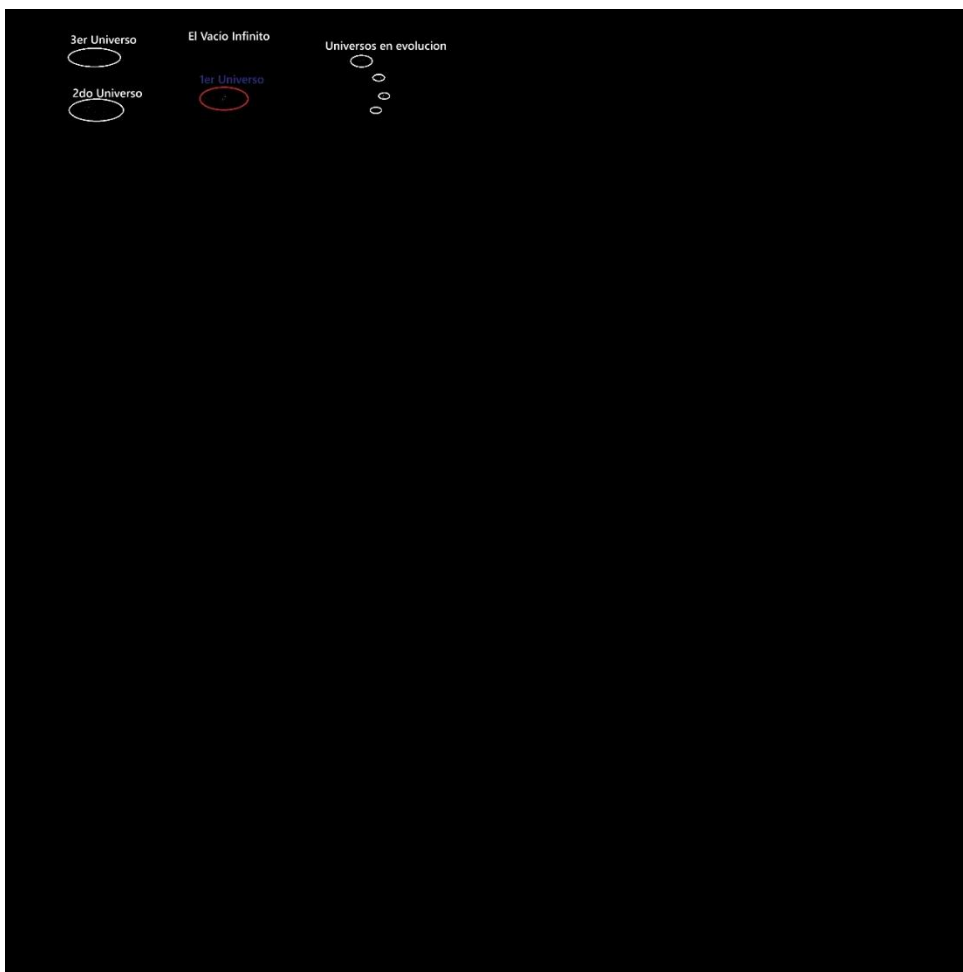 3er Universo
El Vacio Infinito
Universos en evolucion
1er Universo
2do Universo